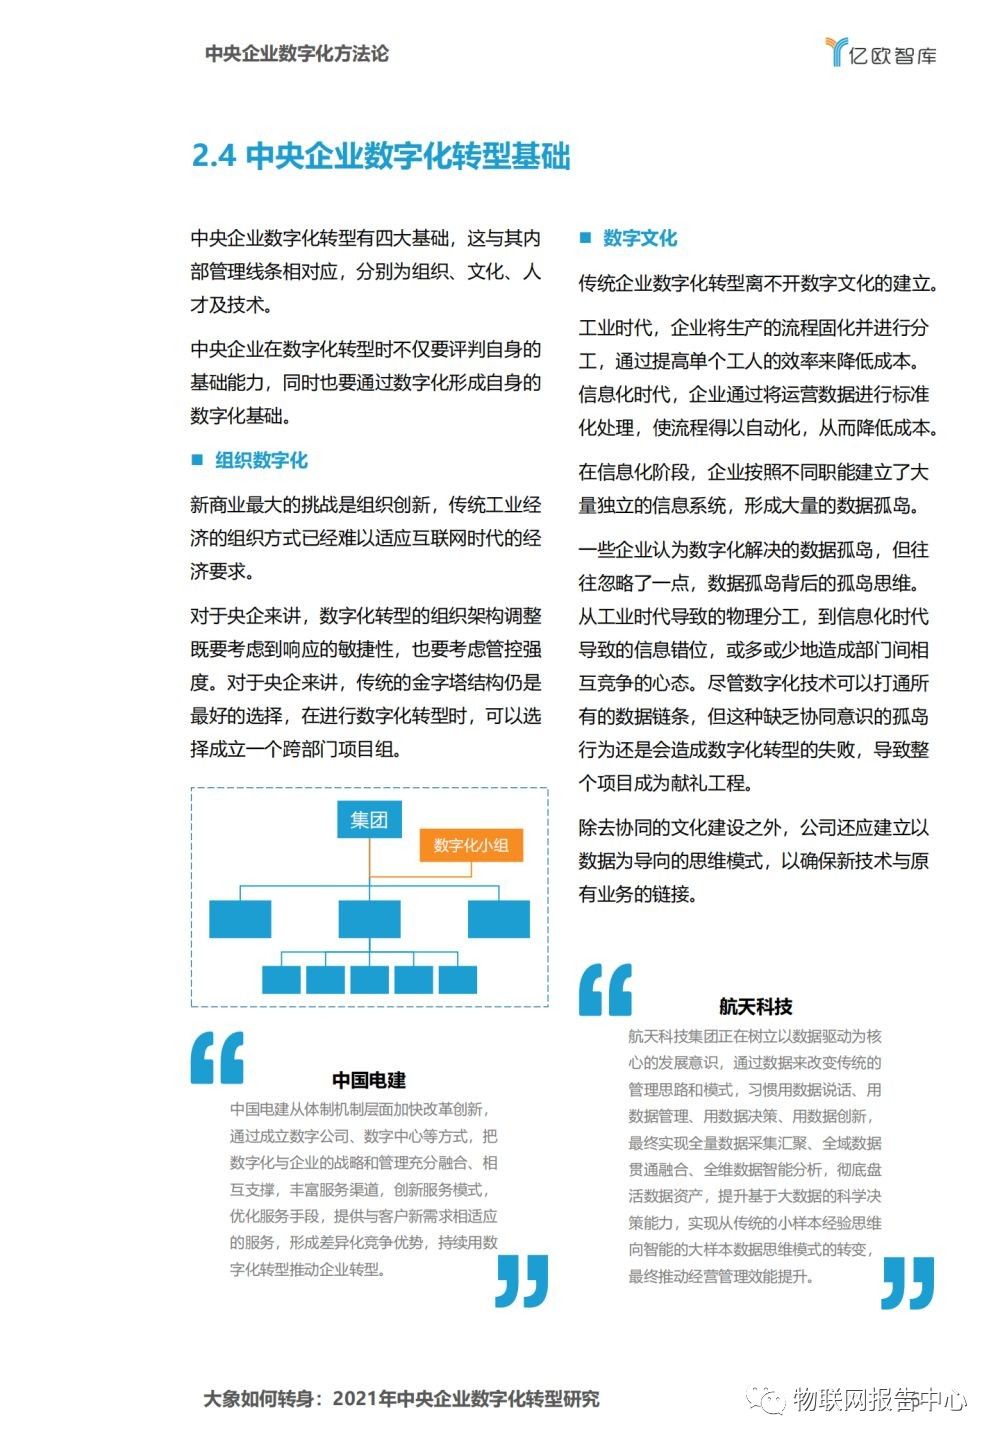 中央企业数字化方法论
亿欧智库
2.4 中央企业数字化转型基础
中央企业数字化转型有四大基础，这与其内
部管理线条相对应，分别为组织、文化、人
才及技术。
中央企业在数字化转型时不仅要评判自身的
基础能力，同时也要通过数字化形成自身的
数字化基础。
■ 组织数字化
新商业最大的挑战是组织创新，传统工业经
济的组织方式已经难以适应互联网时代的经
济要求。
对于央企来讲，数字化转型的组织架构调整
既要考虑到响应的敏捷性，也要考虑管控强
度。对于央企来讲，传统的金字塔结构仍是
最好的选择，在进行数字化转型时，可以选
择成立一个跨部门项目组。
集团
数字化小组
中国电建
中国电建从体制机制层面加快改革创新，
通过成立数字公司、数字中心等方式，把
数字化与企业的战略和管理充分融合、相
互支撑，丰富服务渠道，创新服务模式，
优化服务手段，提供与客户新需求相适应
的服务，形成差异化竞争优势，持续用数
字化转型推动企业转型。
■ 数字文化
传统企业数字化转型离不开数字文化的建立。
工业时代，企业将生产的流程固化并进行分
工，通过提高单个工人的效率来降低成本。
信息化时代，企业通过将运营数据进行标准
化处理，使流程得以自动化，从而降低成本。
在信息化阶段，企业按照不同职能建立了大
量独立的信息系统，形成大量的数据孤岛。
一些企业认为数字化解决的数据孤岛，但往
往忽略了一点，数据孤岛背后的孤岛思维。
从工业时代导致的物理分工，到信息化时代
导致的信息错位，或多或少地造成部门间相
互竞争的心态。尽管数字化技术可以打通所
有的数据链条，但这种缺乏协同意识的孤岛
行为还是会造成数字化转型的失败，导致整
个项目成为献礼工程。
除去协同的文化建设之外，公司还应建立以
数据为导向的思维模式，以确保新技术与原
有业务的链接。
航天科技
航天科技集团正在树立以数据驱动为核
心的发展意识，通过数据来改变传统的
管理思路和模式，习惯用数据说话、用
数据管理、用数据决策、用数据创新，
最终实现全量数据采集汇聚、全域数据
贯通融合、全维数据智能分析，彻底盘
活数据资产，提升基于大数据的科学决
策能力，实现从传统的小样本经验思维
向智能的大样本数据思维模式的转变，
最终推动经营管理效能提升。
大象如何转身：2021年中央企业数字化转型研究
物联网报告中心